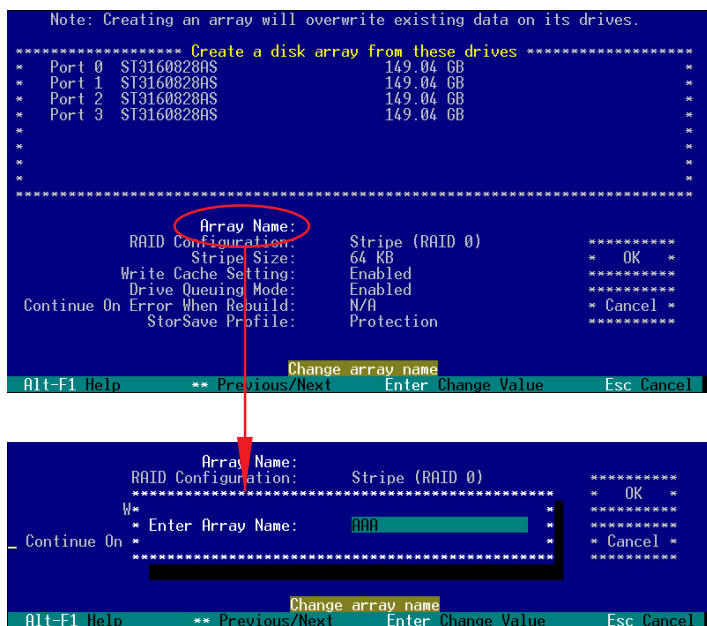 Note: Creating an array will overwrite existing data on its drives.
******************* Create a disk array from these drives *******************
* Port 0 ST3160828AS 149.04 GB *
* Port 1 ST3160828AS 149.04 GB *
* Port 2 ST3160828AS 149.04 GB *
* Port 3 ST3160828AS 149.04 GB *
Array Name:
RAID Configuration: Stripe (RAID 0)
Stripe Size: 64 KB
* OK *
Write Cache Setting: Enabled
Drive Queuing Mode: Enabled
Continue On Error When Rebuild: N/A
* Cancel *
StorSave Profile: Protection
Change array name
Alt-F1 Help ** Previous/Next Enter Change Value Esc Cancel
Array Name:
RAID Configuration: Stripe (RAID 0)
* OK *
W*
* Enter Array Name: AAA *
_ Continue On *
* Cancel *
Change array name
Alt-F1 Help ** Previous/Next Enter Change Value Esc Cancel